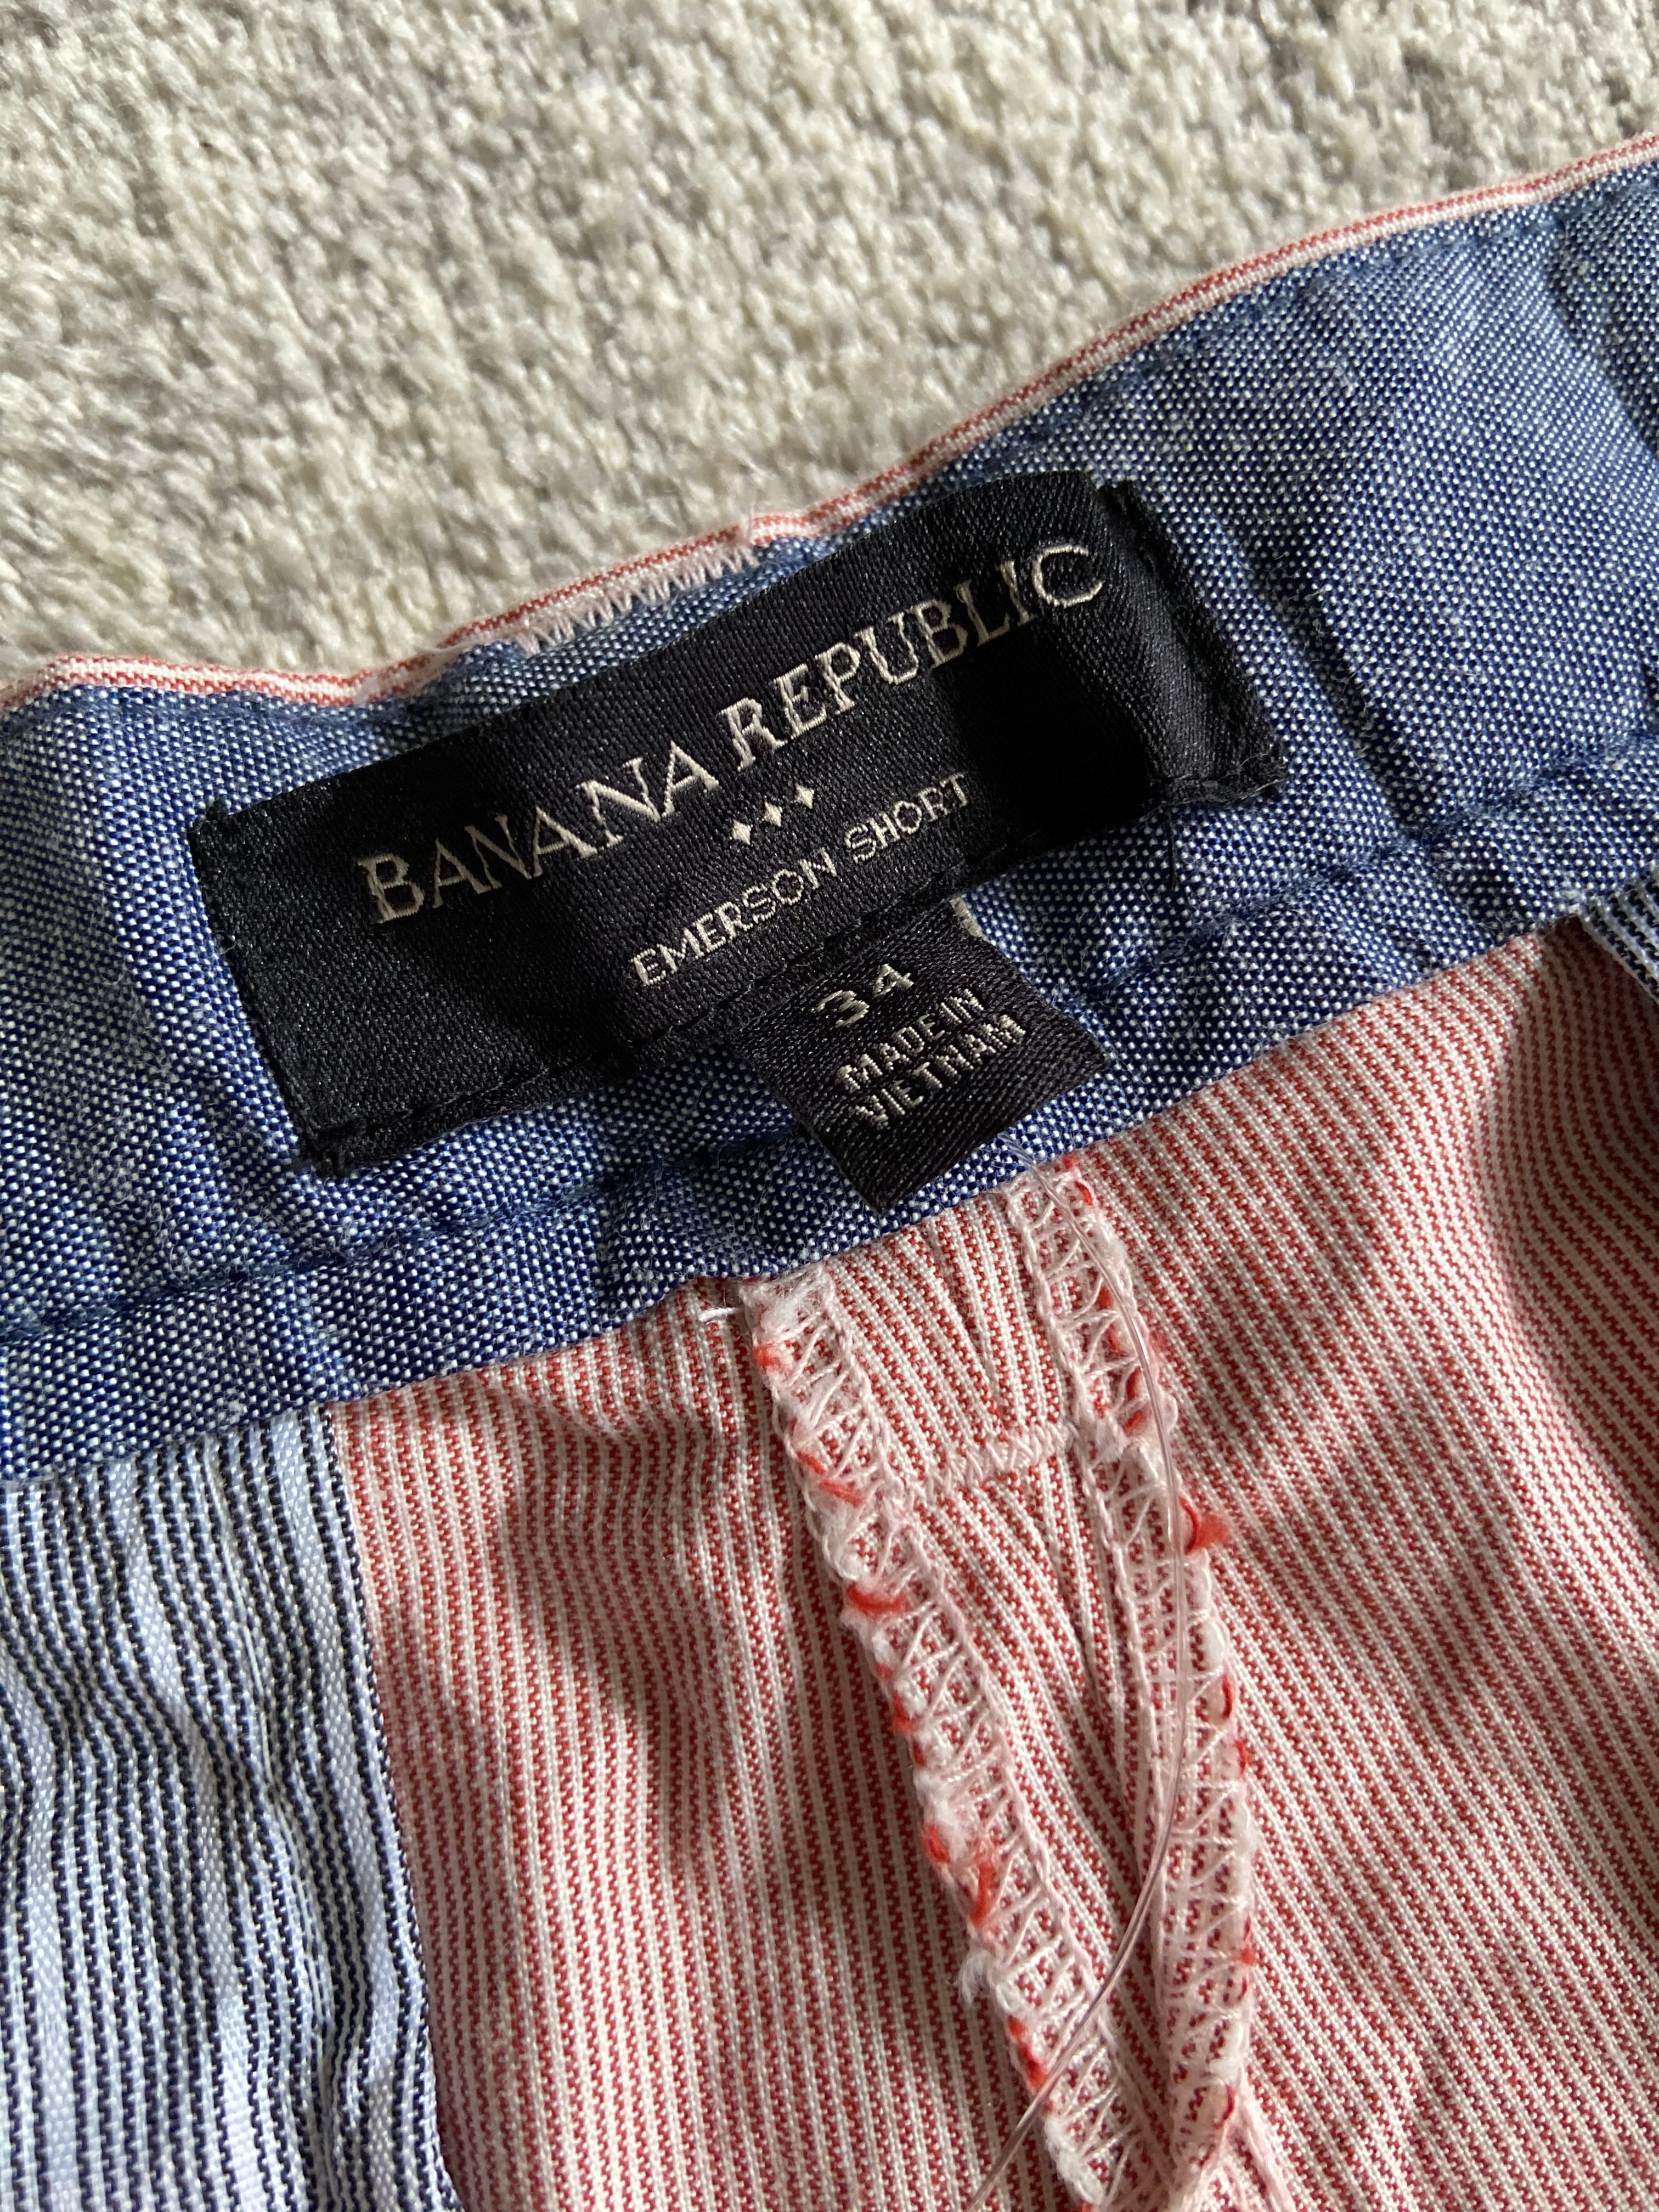 BANANA REPUBLIC
EMERSON SHORT
34
MADE IN
VIETNAM